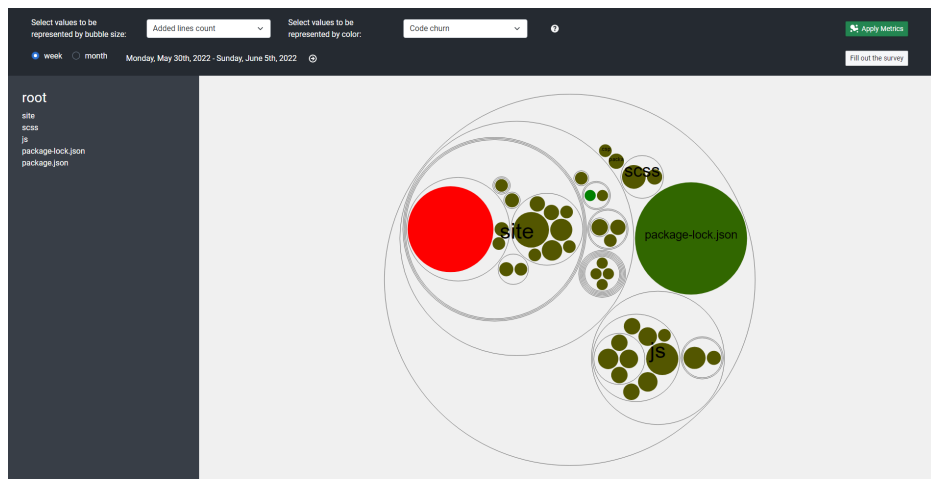 Select values to be
represented by bubble size:
Added lines count
Select values to be
represented by color:
Code churn
?
Apply Metrics
week
month
Monday, May 30th, 2022 - Sunday, June 5th, 2022
Fill out the survey
root
site
scss
js
package-lock.json
package.json
scss
site
package-lock.json
js